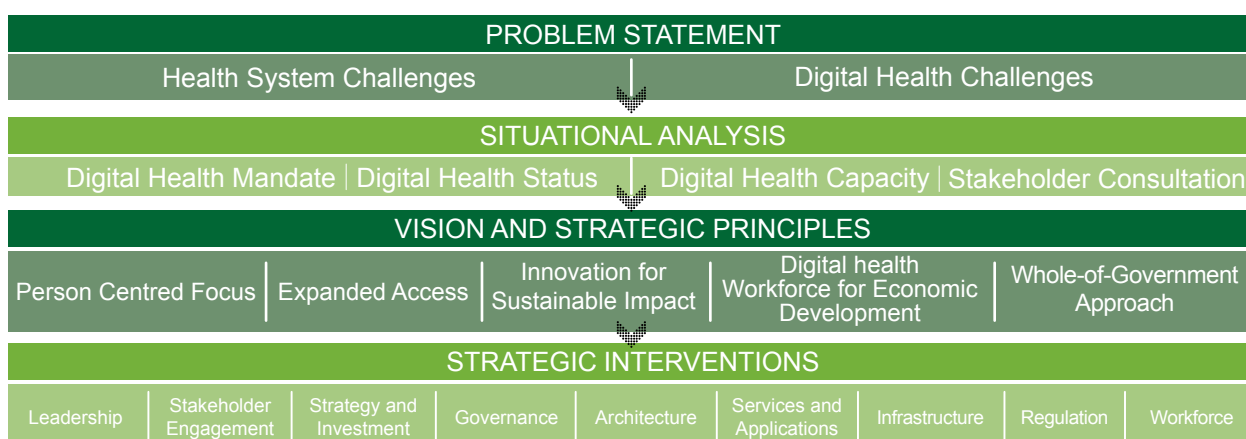 PROBLEM STATEMENT
Health System Challenges
Digital Health Challenges
SITUATIONAL ANALYSIS
Digital Health Mandate
Digital Health Status
Digital Health Capacity
Stakeholder Consultation
VISION AND STRATEGIC PRINCIPLES
Person Centred Focus
Expanded Access
Innovation for
Sustainable Impact
Digital health
Workforce for Economic
Development
Whole-of-Government
Approach
STRATEGIC INTERVENTIONS
Leadership
Stakeholder
Engagement
Strategy and
Investment
Governance
Architecture
Services and
Applications
Infrastructure
Regulation
Workforce